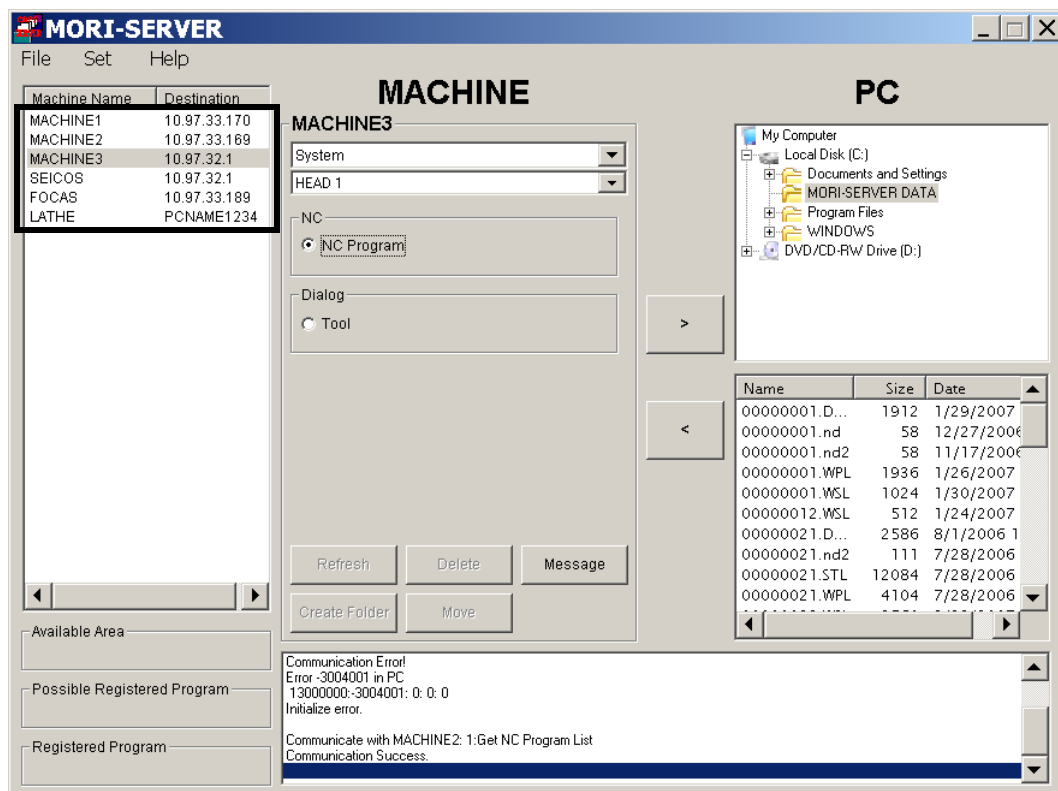 MORI-SERVER
File Set Help
MACHINE
PC
Machine Name Destination
MACHINE1 10.97.33.170
MACHINE2 10.97.33.169
MACHINE3 10.97.32.1
SEICOS 10.97.32.1
FOCAS 10.97.33.189
LATHE PCNAME1234
MACHINE3
System
HEAD 1
NC
NC Program
Dialog
Tool
>
<
Refresh Delete Message
Create Folder Move
My Computer
Local Disk (C:)
Documents and Settings
MORI-SERVER DATA
Program Files
WINDOWS
DVD/CD-RW Drive (D:)
Name Size Date
00000001.D... 1912 1/29/2007
00000001.nd 58 12/27/2006
00000001.nd2 58 11/17/2006
00000001.WPL 1936 1/26/2007
00000001.WSL 1024 1/30/2007
00000012.WSL 512 1/24/2007
00000021.D... 2586 8/1/2006 1
00000021.nd2 111 7/28/2006
00000021.STL 12084 7/28/2006
00000021.WPL 4104 7/28/2006
Available Area
Possible Registered Program
Registered Program
Communication Error!
Error -3004001 in PC
13000000:-3004001: 0: 0: 0
Initialize error.
Communicate with MACHINE2: 1:Get NC Program List
Communication Success.